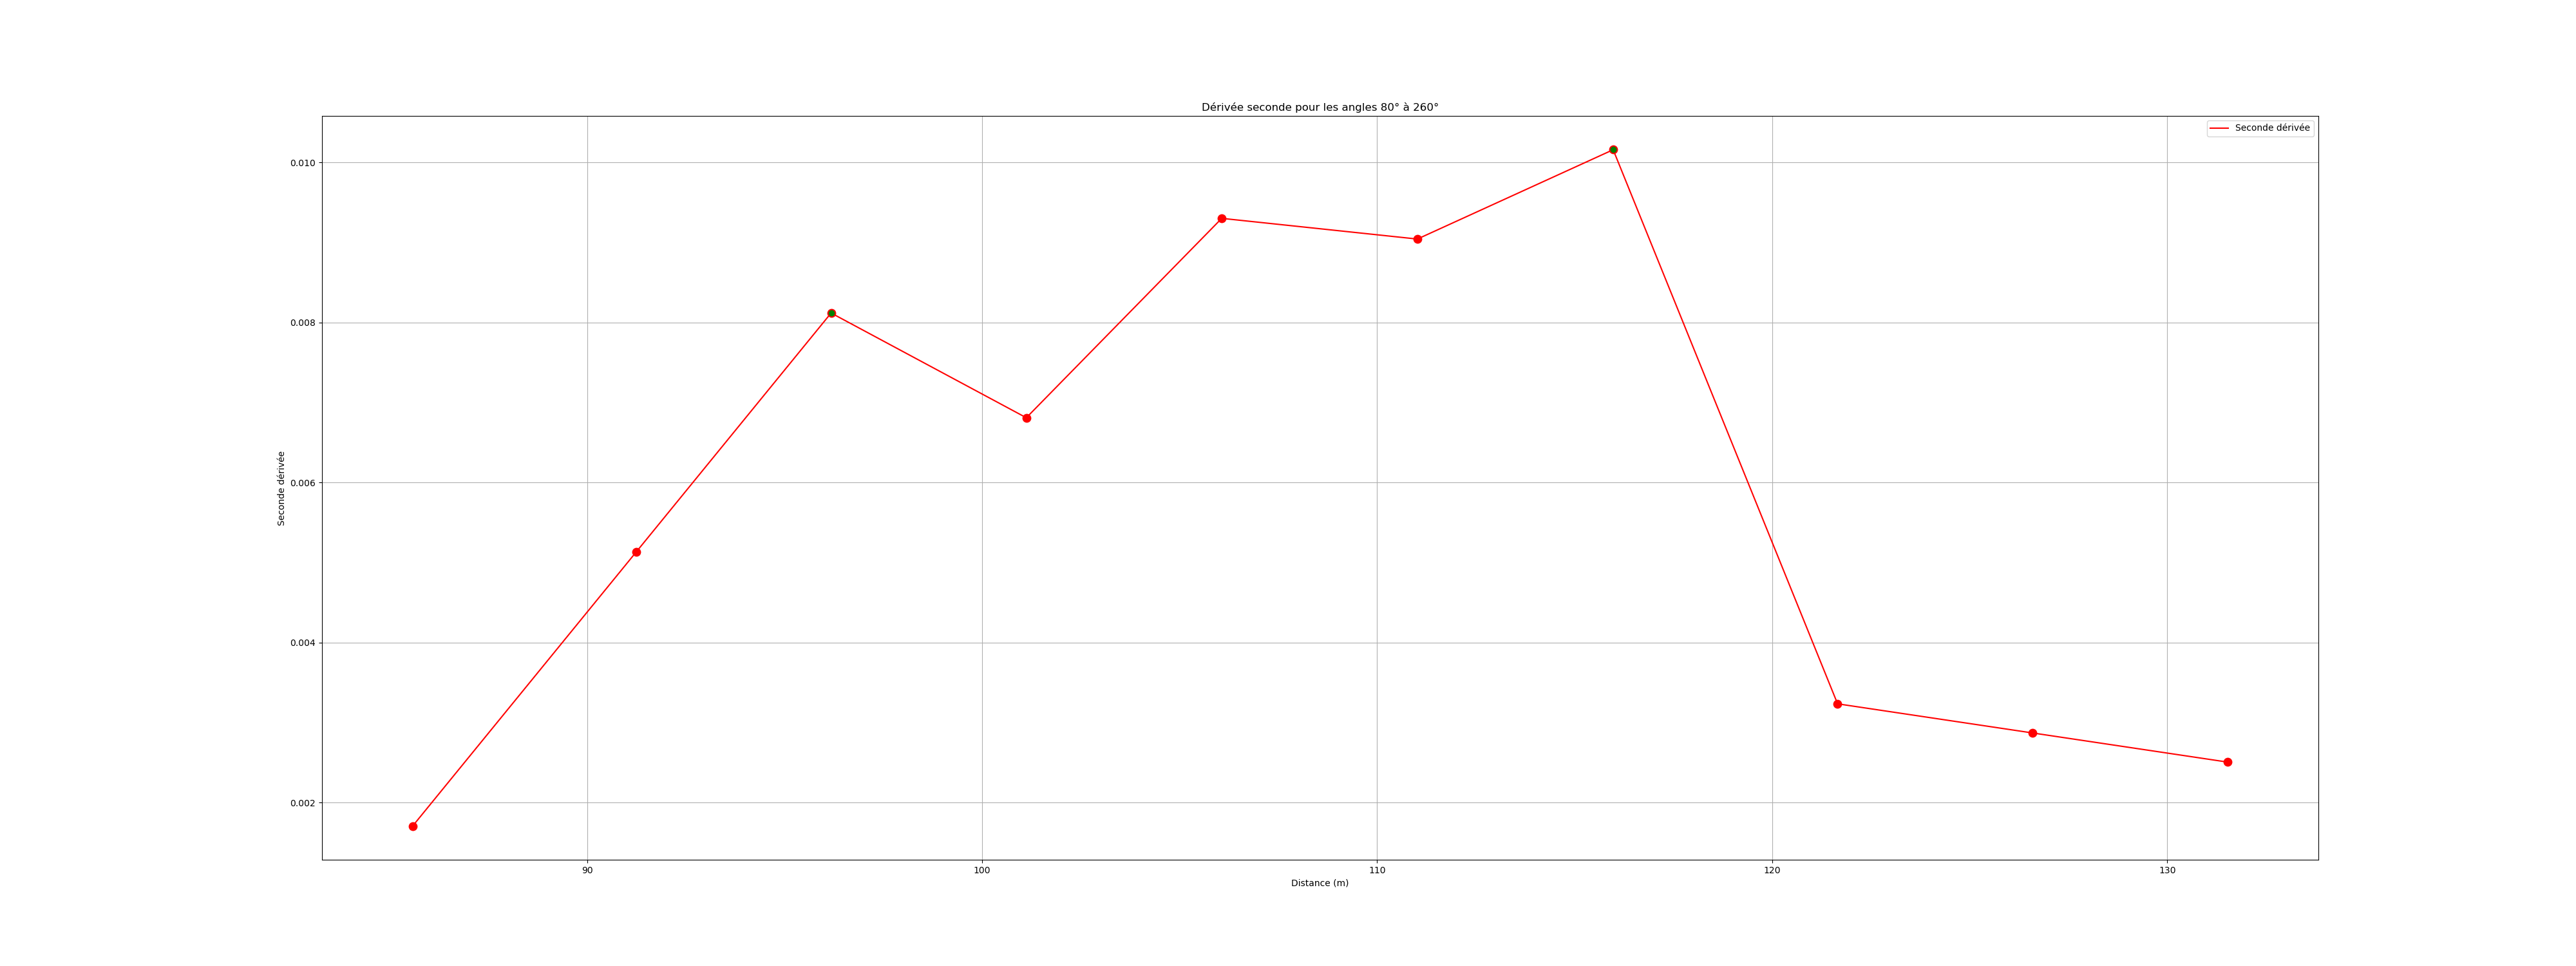 Dérivée seconde pour les angles 80° à 260°
Seconde dérivée
0.010
0.008
0.006
0.004
0.002
Seconde dérivée
90
100
110
120
130
Distance (m)